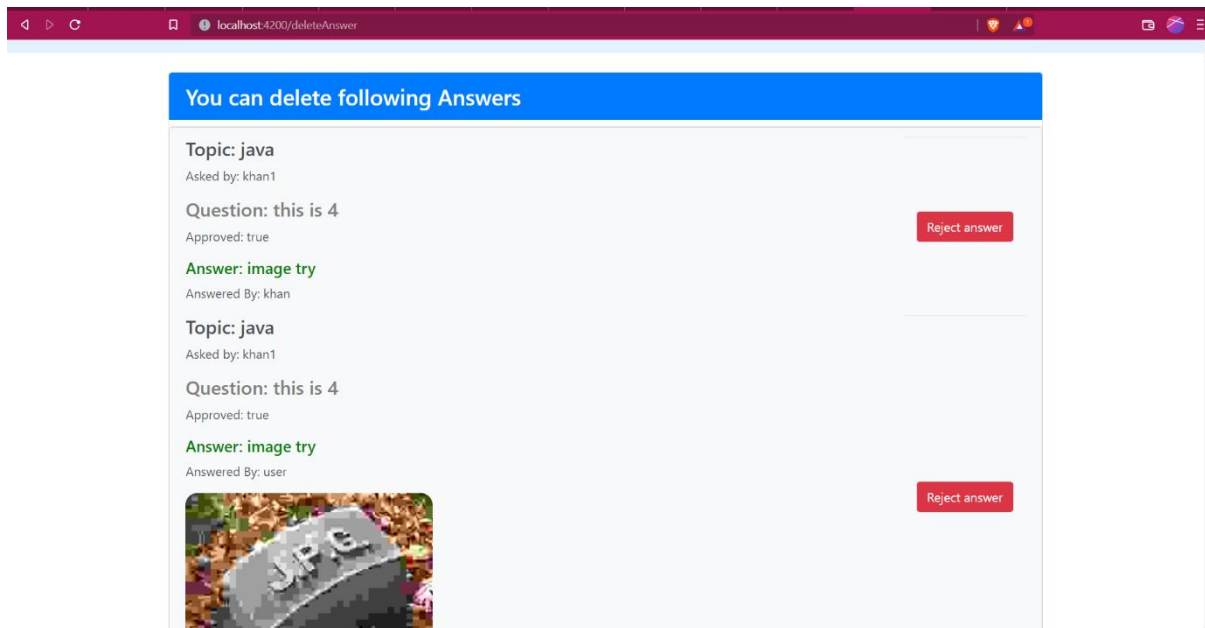 localhost:4200/deleteAnswer
You can delete following Answers
Topic: java
Asked by: khan1
Question: this is 4
Approved: true
Reject answer
Answer: image try
Answered By: khan
Topic: java
Asked by: khan1
Question: this is 4
Approved: true
Answer: image try
Answered By: user
Reject answer
J.P.G.